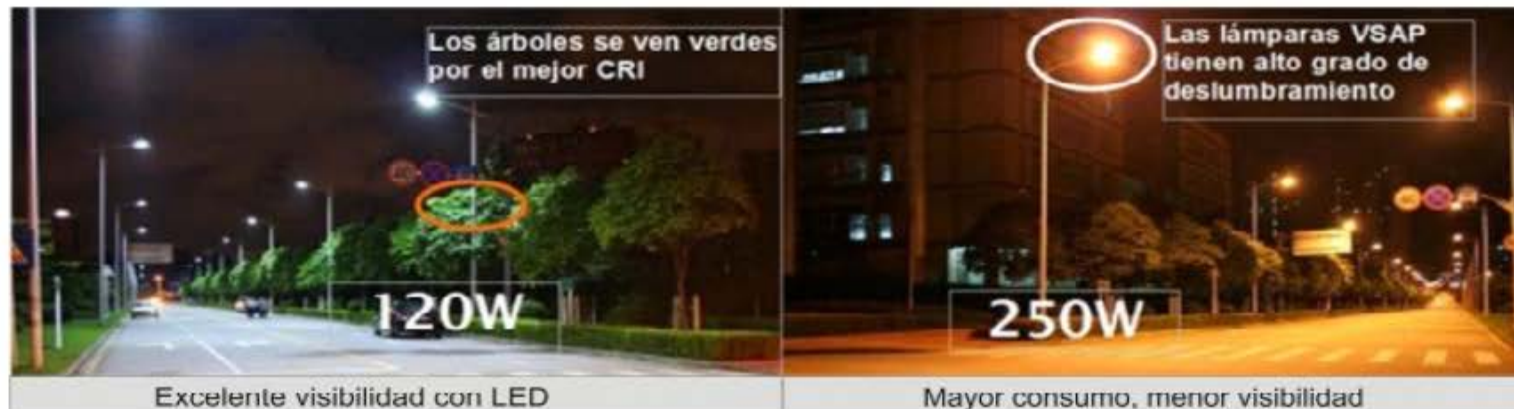 Los árboles se ven verdes
por el mejor CRI
120W
Excelente visibilidad con LED
Las lámparas VSAP
tienen alto grado de
deslumbramiento
250W
Mayor consumo, menor visibilidad